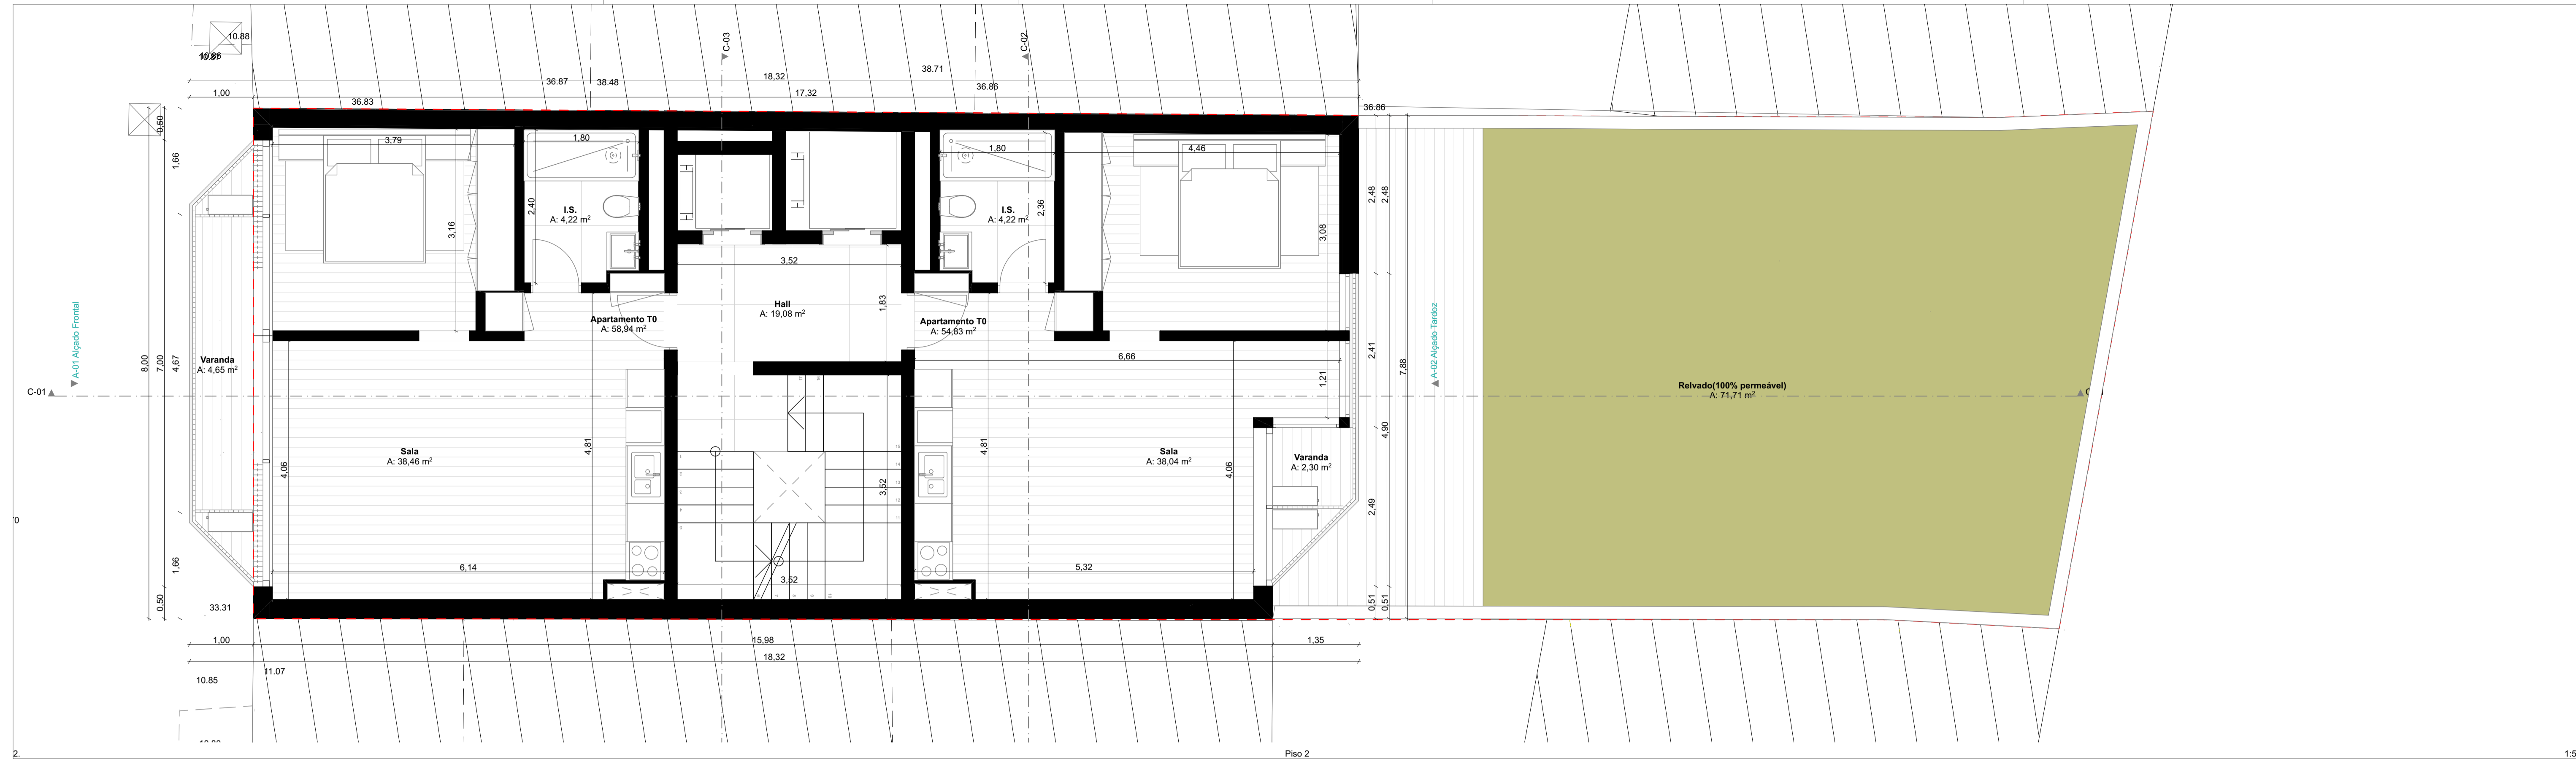 10.88
C-03
C-02
38.71
18,32
36.87
38.48
36.86
1,00
17,32
36.83
36.86
0,50
1,66
3,79
1,80
1,80
4,46
2,48
2,48
2,40
I.S.
A: 4,22 m²
I.S.
A: 4,22 m²
2,36
3,16
3,08
3,52
Hall
A: 19,08 m²
1,83
Apartamento T0
A: 58,94 m²
Apartamento T0
A: 54,83 m²
A-01 Alçado Frontal
A-02 Alçado Tardoz
8,00
7,00
4,67
Varanda
A: 4,65 m²
6,66
2,41
1,21
7,88
C-01
Relvado(100% permeável)
A: 71,71 m²
4,90
Sala
A: 38,46 m²
4,81
4,06
4,81
Sala
A: 38,04 m²
4,06
Varanda
A: 2,30 m²
3,52
2,49
1,66
6,14
3,52
5,32
0,50
0,51
0,51
33.31
1,00
15,98
1,35
18,32
11.07
10.85
2.
Piso 2